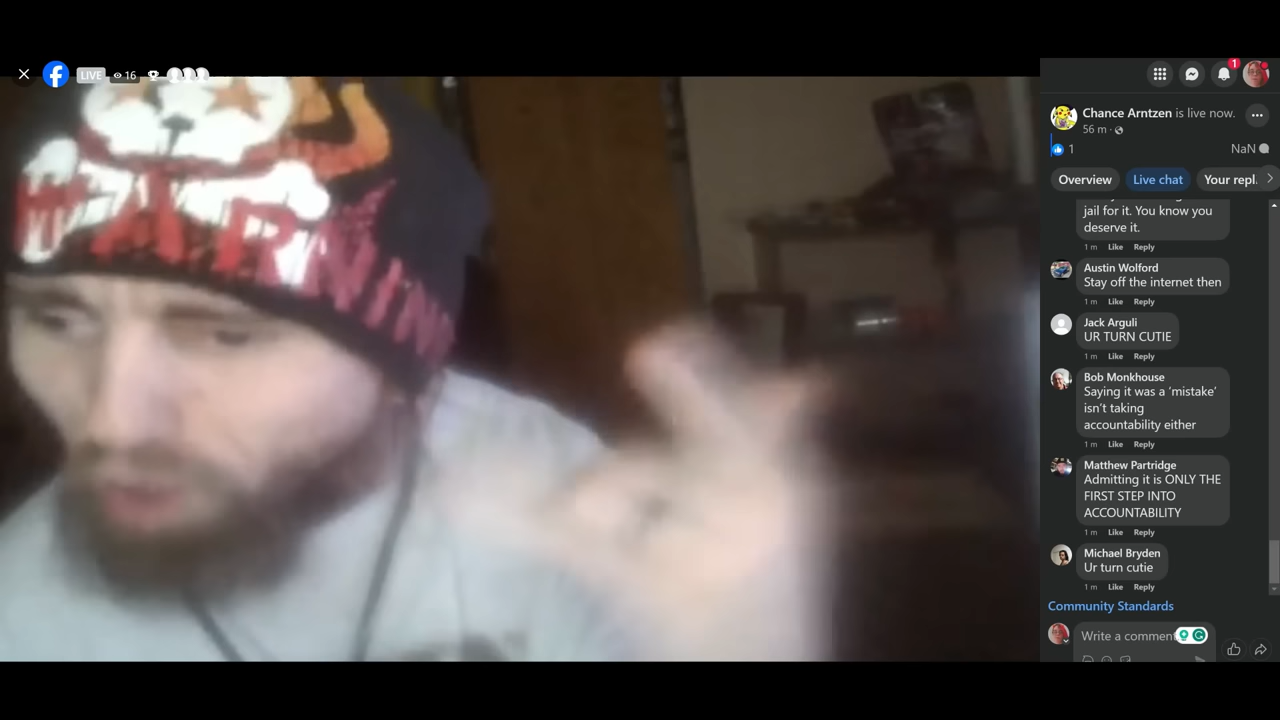 LIVE 16
1
Chance Arntzen is live now.
56 m ·
1
NaN
Overview Live chat Your repl
jail for it. You know you
deserve it.
1 m Like Reply
Austin Wolford
Stay off the internet then
1 m Like Reply
Jack Arguli
UR TURN CUTIE
1 m Like Reply
Bob Monkhouse
Saying it was a ‘mistake’
isn’t taking
accountability either
1 m Like Reply
Matthew Partridge
Admitting it is ONLY THE
FIRST STEP INTO
ACCOUNTABILITY
1 m Like Reply
Michael Bryden
Ur turn cutie
1 m Like Reply
Community Standards
Write a comment